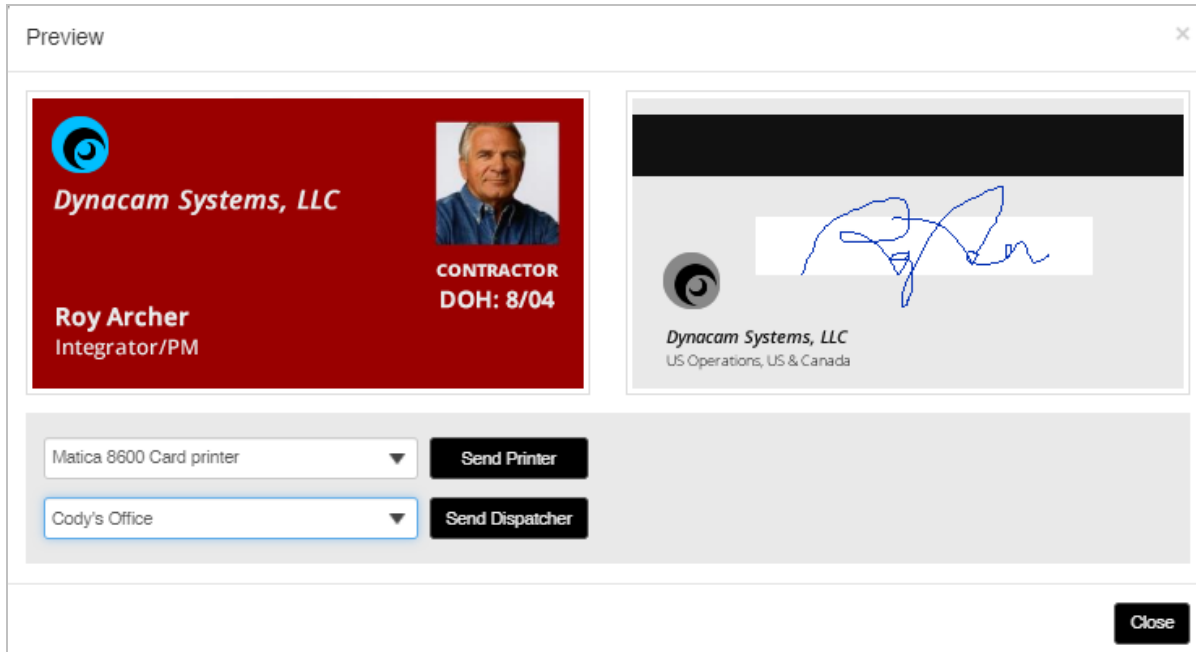 Preview
×
Dynacam Systems, LLC
CONTRACTOR
DOH: 8/04
Roy Archer
Integrator/PM
Dynacam Systems, LLC
US Operations, US & Canada
Matica 8600 Card printer
Send Printer
Cody's Office
Send Dispatcher
Close